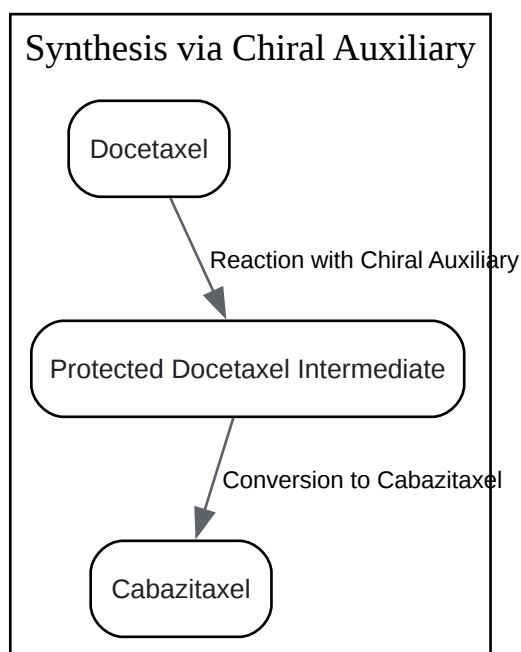 Synthesis via Chiral Auxiliary
Docetaxel
Reaction with Chiral Auxiliary
Protected Docetaxel Intermediate
Conversion to Cabazitaxel
Cabazitaxel